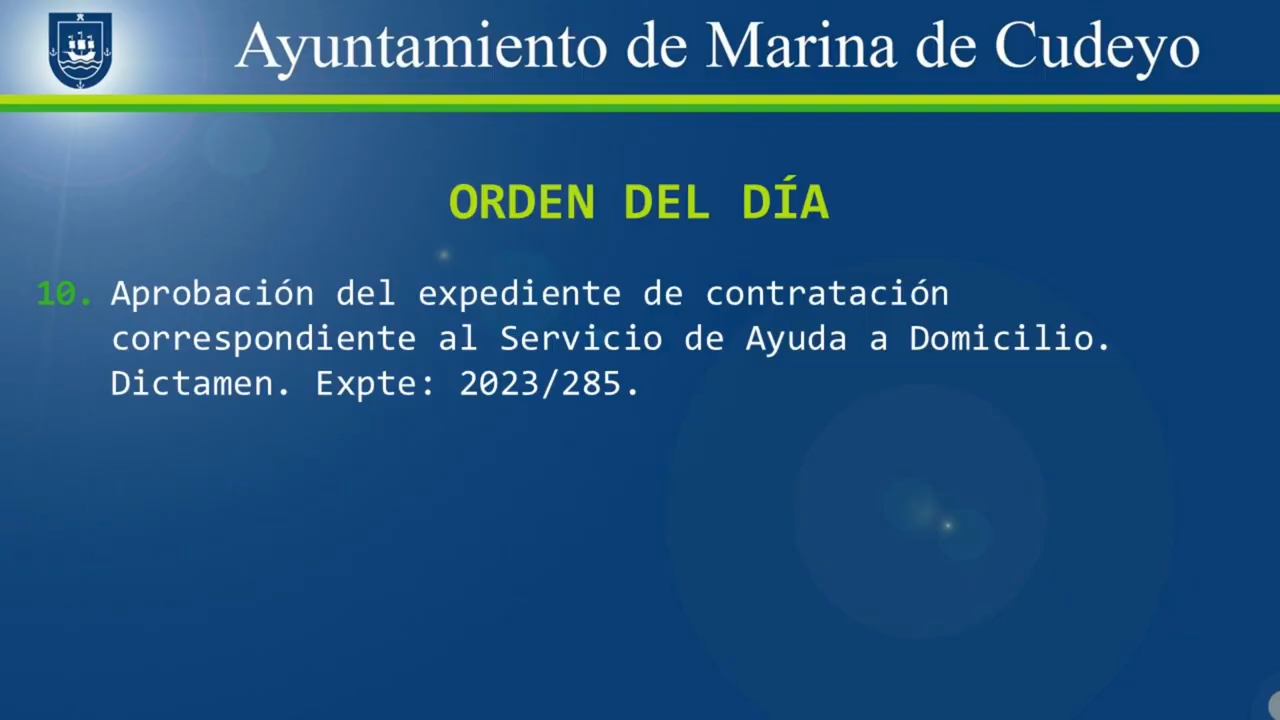 Ayuntamiento de Marina de Cudeyo
ORDEN DEL DÍA
10. Aprobación del expediente de contratación
correspondiente al Servicio de Ayuda a Domicilio.
Dictamen. Expte: 2023/285.